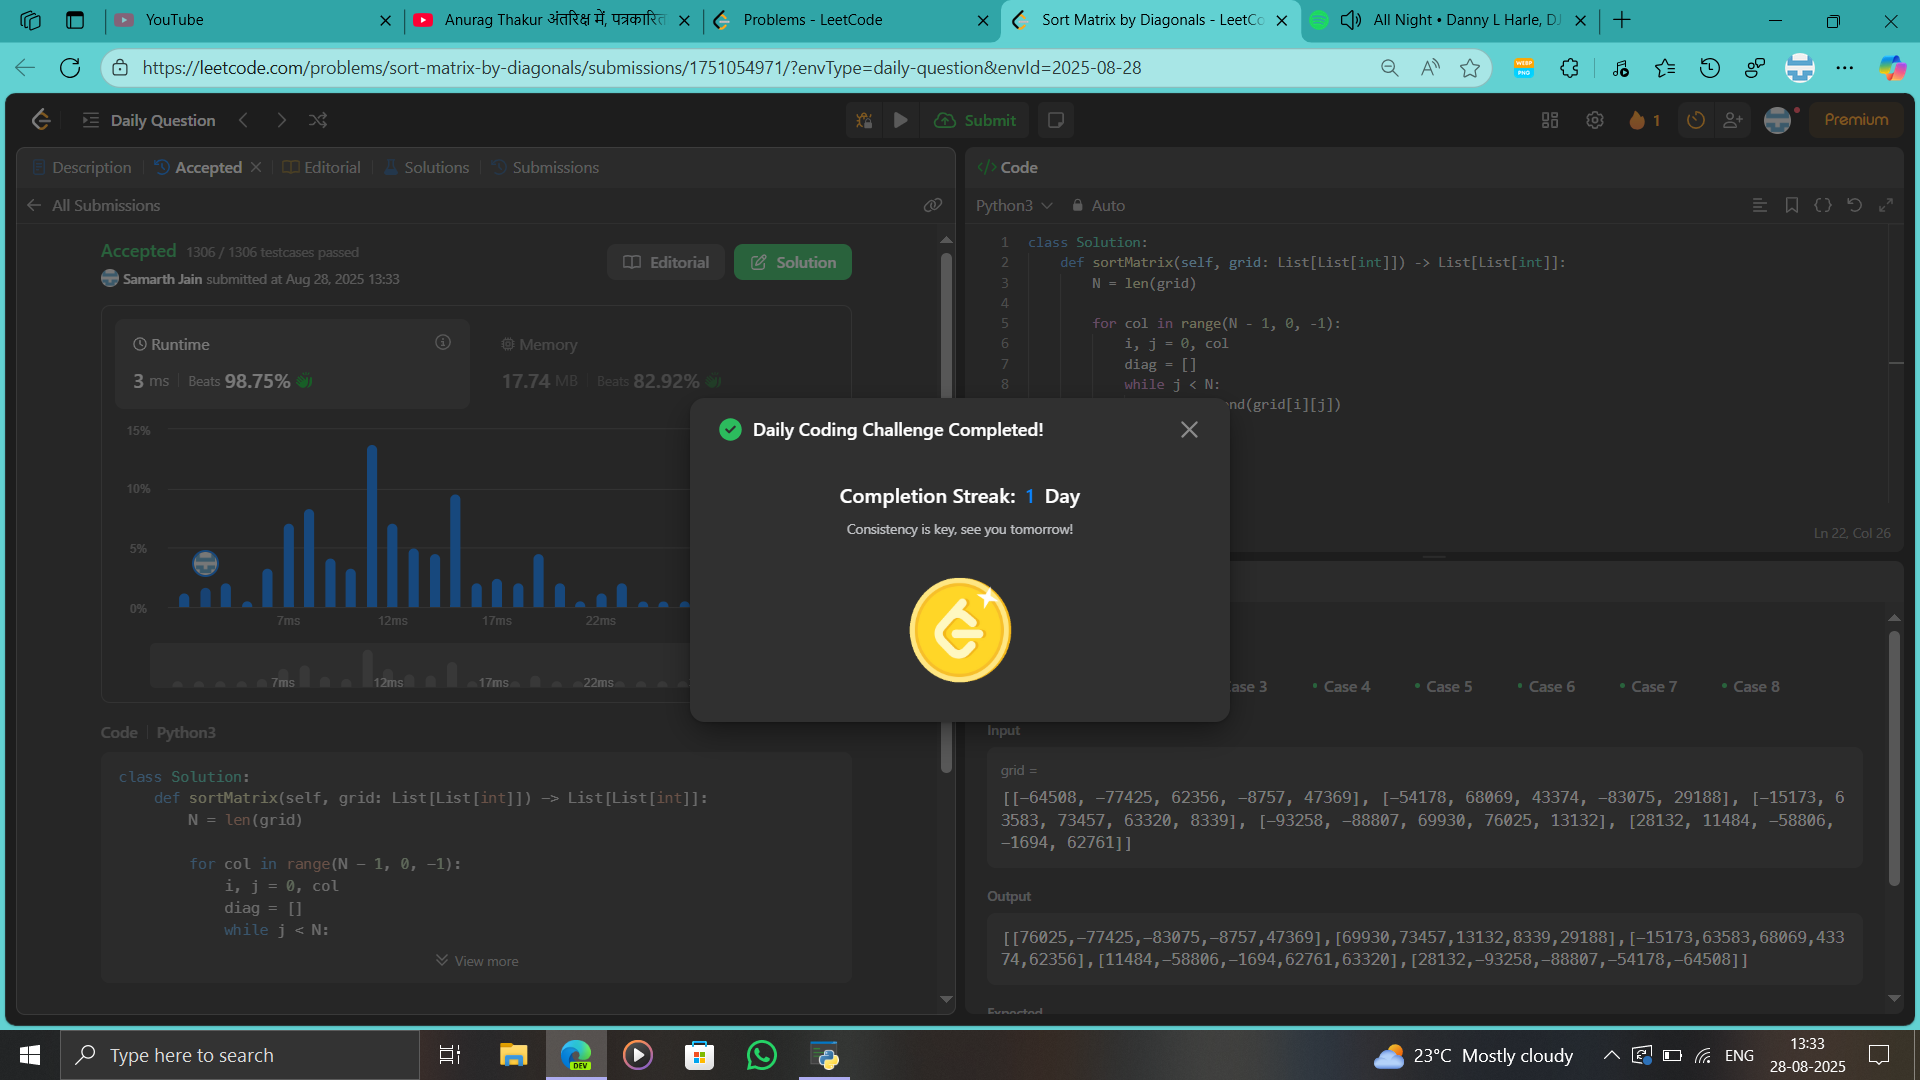 YouTube
Anurag Thakur अंतरिक्ष में, पत्रकारित
Problems - LeetCode
Sort Matrix by Diagonals - LeetCo
All Night • Danny L Harle, DJ
https://leetcode.com/problems/sort-matrix-by-diagonals/submissions/1751054971/?envType=daily-question&envId=2025-08-28
Daily Question
Submit
1
Premium
Description
Accepted
Editorial
Solutions
Submissions
All Submissions
Accepted 1306 / 1306 testcases passed
Samarth Jain submitted at Aug 28, 2025 13:33
Editorial
Solution
Runtime
3 ms Beats 98.75%
Memory
17.74 MB Beats 82.92%
15%
10%
5%
0%
7ms 12ms 17ms 22ms
7ms 12ms 17ms 22ms
Code Python3
class Solution:
def sortMatrix(self, grid: List[List[int]]) -> List[List[int]]:
N = len(grid)
for col in range(N - 1, 0, -1):
i, j = 0, col
diag = []
while j < N:
View more
Code
Python3
Auto
1 class Solution:
2 def sortMatrix(self, grid: List[List[int]]) -> List[List[int]]:
3 N = len(grid)
4
5 for col in range(N - 1, 0, -1):
6 i, j = 0, col
7 diag = []
8 while j < N:
nd(grid[i][j])
Ln 22, Col 26
Daily Coding Challenge Completed!
Completion Streak: 1 Day
Consistency is key, see you tomorrow!
ase 3
Case 4
Case 5
Case 6
Case 7
Case 8
Input
grid =
[[-64508, -77425, 62356, -8757, 47369], [-54178, 68069, 43374, -83075, 29188], [-15173, 6
3583, 73457, 63320, 8339], [-93258, -88807, 69930, 76025, 13132], [28132, 11484, -58806,
-1694, 62761]]
Output
[[76025,-77425,-83075,-8757,47369],[69930,73457,13132,8339,29188],[-15173,63583,68069,433
74,62356],[11484,-58806,-1694,62761,63320],[28132,-93258,-88807,-54178,-64508]]
Expected
Type here to search
DEV
23°C Mostly cloudy
ENG
13:33
28-08-2025